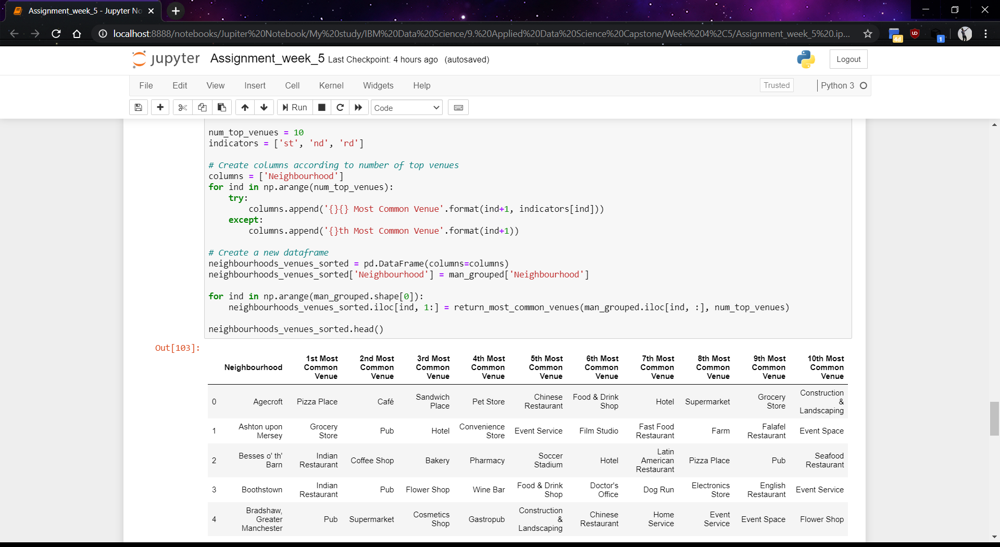 Assignment_week_5 - Jupyter No
localhost:8888/notebooks/Jupiter%20Notebook/My%20study/IBM%20Data%20Science/9.%20Applied%20Data%20Science%20Capstone/Week%204%2C5/Assignment_week_5%20.ip...
4d
UD
1
jupyter Assignment_week_5 Last Checkpoint: 4 hours ago (autosaved)
Logout
File Edit View Insert Cell Kernel Widgets Help
Trusted
Python 3
Run
Code
num_top_venues = 10
indicators = ['st', 'nd', 'rd']
# Create columns according to number of top venues
columns = ['Neighbourhood']
for ind in np.arange(num_top_venues):
    try:
        columns.append('{}{} Most Common Venue'.format(ind+1, indicators[ind]))
    except:
        columns.append('{}th Most Common Venue'.format(ind+1))
# Create a new dataframe
neighbourhoods_venues_sorted = pd.DataFrame(columns=columns)
neighbourhoods_venues_sorted['Neighbourhood'] = man_grouped['Neighbourhood']
for ind in np.arange(man_grouped.shape[0]):
    neighbourhoods_venues_sorted.iloc[ind, 1:] = return_most_common_venues(man_grouped.iloc[ind, :], num_top_venues)
neighbourhoods_venues_sorted.head()
Out[103]:
Neighbourhood 1st Most Common Venue 2nd Most Common Venue 3rd Most Common Venue 4th Most Common Venue 5th Most Common Venue 6th Most Common Venue 7th Most Common Venue 8th Most Common Venue 9th Most Common Venue 10th Most Common Venue
0 Agecroft Pizza Place Café Sandwich Place Pet Store Chinese Restaurant Food & Drink Shop Hotel Supermarket Grocery Store Construction & Landscaping
1 Ashton upon Mersey Grocery Store Pub Hotel Convenience Store Event Service Film Studio Fast Food Restaurant Farm Falafel Restaurant Event Space
2 Besses o' th' Barn Indian Restaurant Coffee Shop Bakery Pharmacy Soccer Stadium Hotel Latin American Restaurant Pizza Place Pub Seafood Restaurant
3 Boothstown Indian Restaurant Pub Flower Shop Wine Bar Food & Drink Shop Doctor's Office Dog Run Electronics Store English Restaurant Event Service
4 Bradshaw, Greater Manchester Pub Supermarket Cosmetics Shop Gastropub Construction & Landscaping Chinese Restaurant Home Service Event Service Event Space Flower Shop